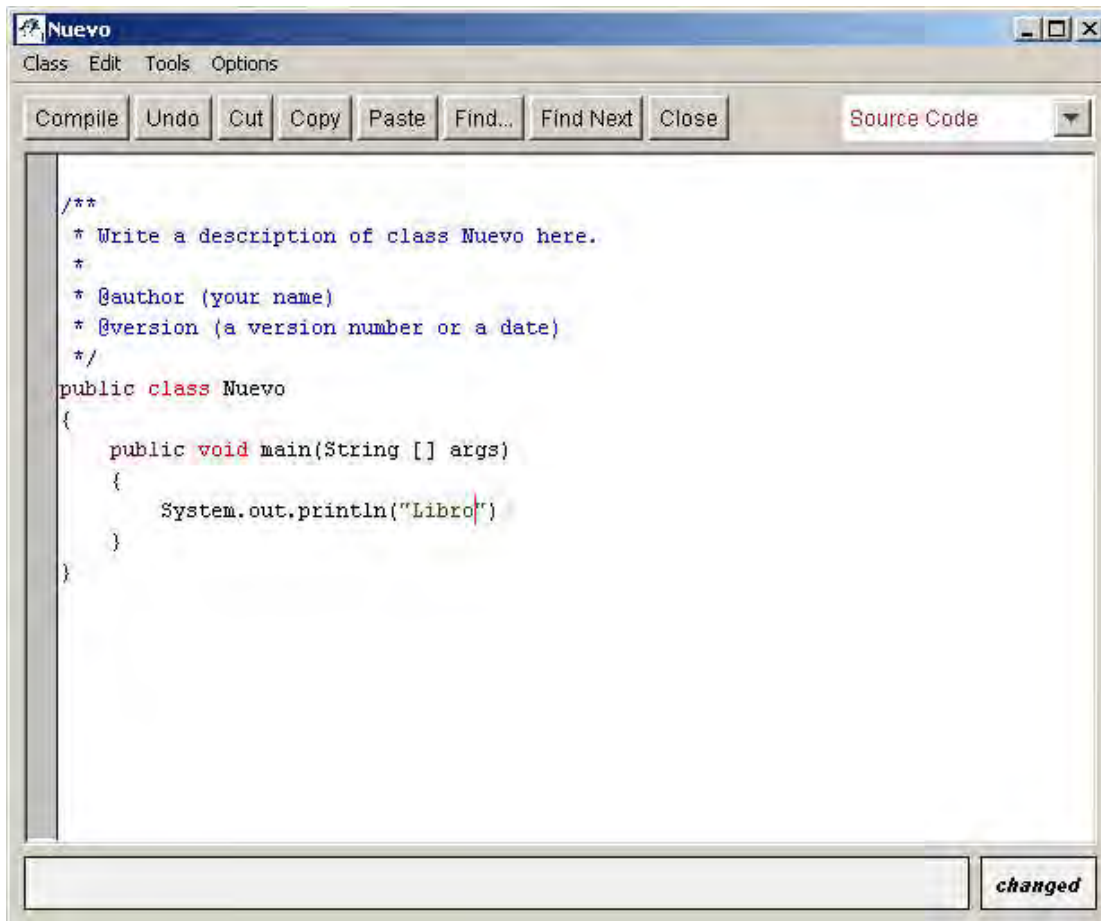 Nuevo
Class Edit Tools Options
Compile Undo Cut Copy Paste Find... Find Next Close Source Code
/**
 * Write a description of class Nuevo here.
 *
 * @author (your name)
 * @version (a version number or a date)
 */
public class Nuevo
{
    public void main(String [] args)
    {
        System.out.println("Libro")
    }
}
changed